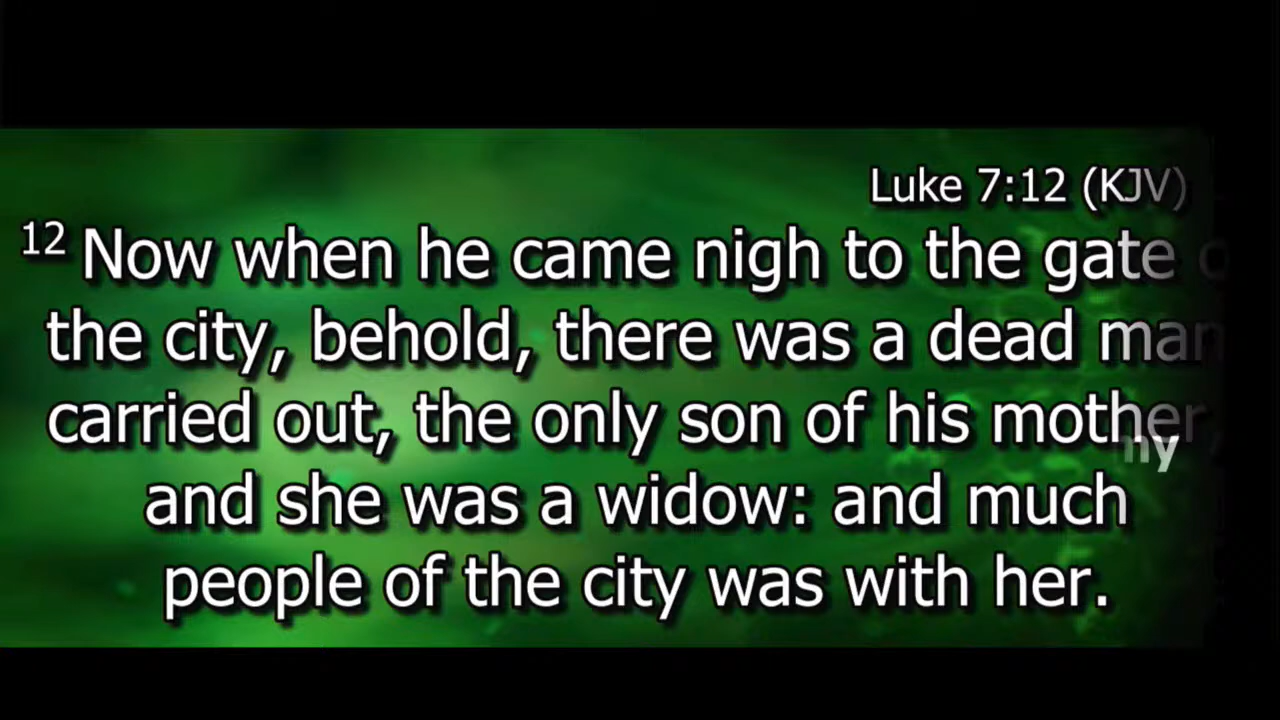 Luke 7:12 (KJV)
12 Now when he came nigh to the gate
the city, behold, there was a dead man
carried out, the only son of his mother,
ny
and she was a widow: and much
people of the city was with her.